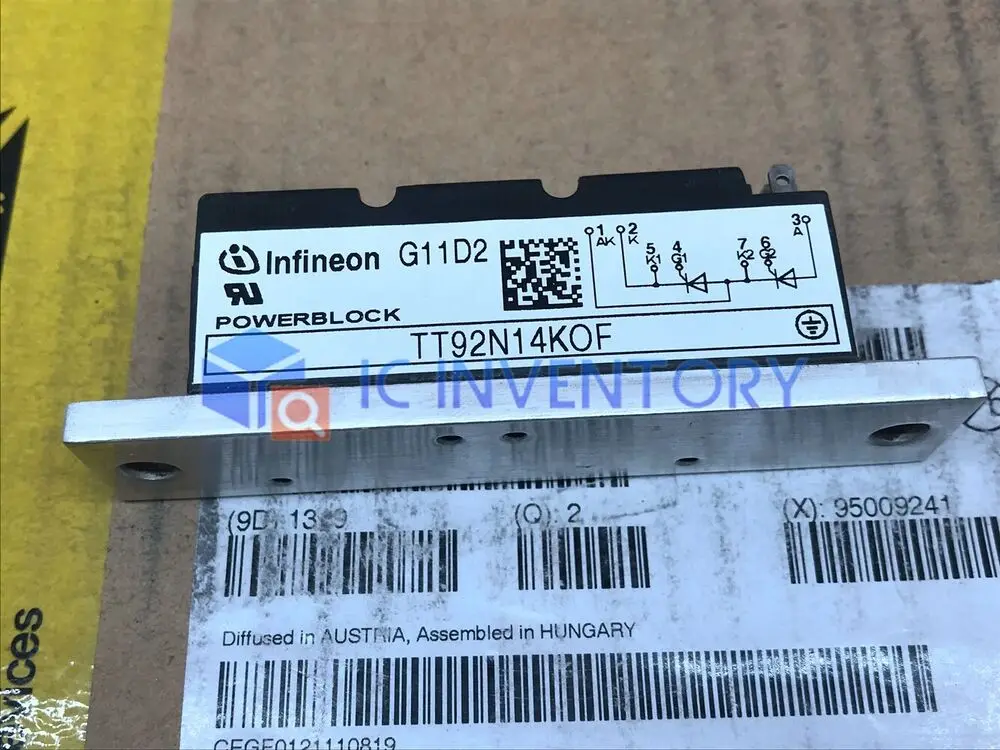 Infineon G11D2
POWERBLOCK
1 AK 2 K 3 A
5 K1 4 G1 7 K2 6 G2
TT92N14KOF
IC INVENTORY
(Q): 2
(X): 95009241
Diffused in AUSTRIA, Assembled in HUNGARY